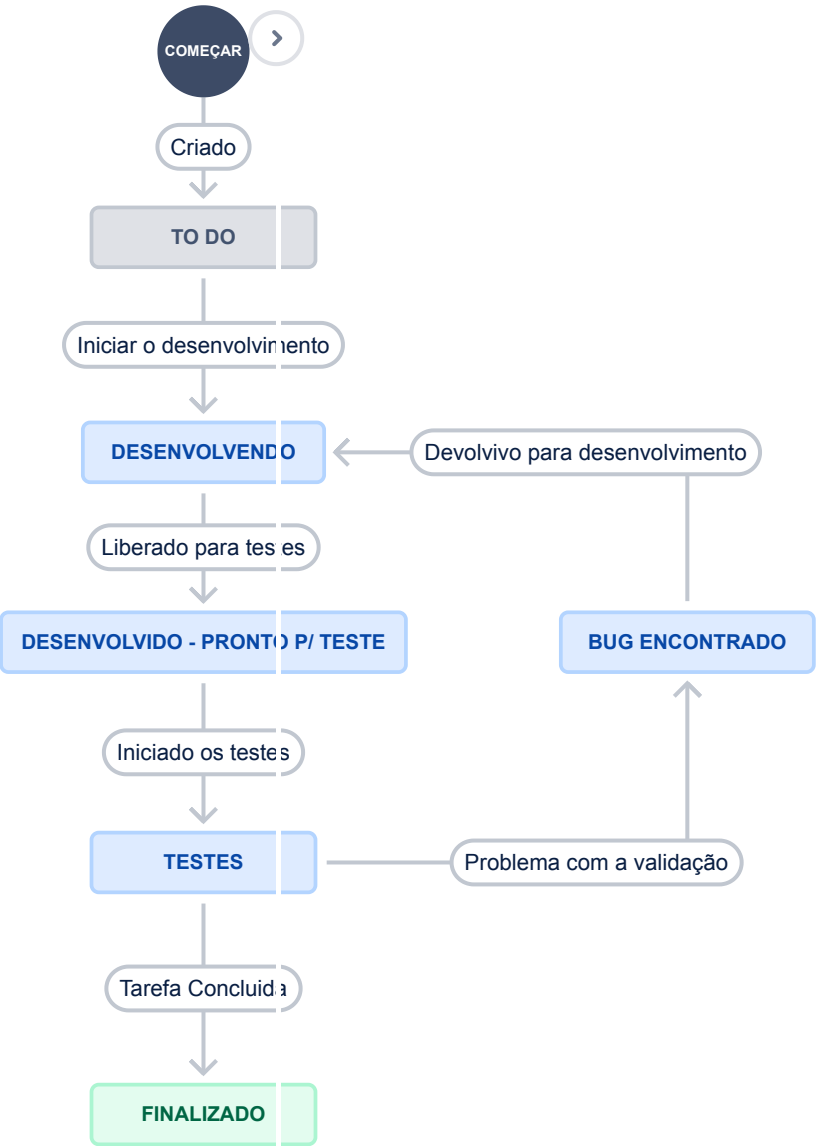 COMEÇAR
Criado
TO DO
Iniciar o desenvolvimento
DESENVOLVENDO
Devolvivo para desenvolvimento
Liberado para testes
DESENVOLVIDO - PRONTO P/ TESTE
BUG ENCONTRADO
Iniciado os testes
TESTES
Problema com a validação
Tarefa Concluida
FINALIZADO